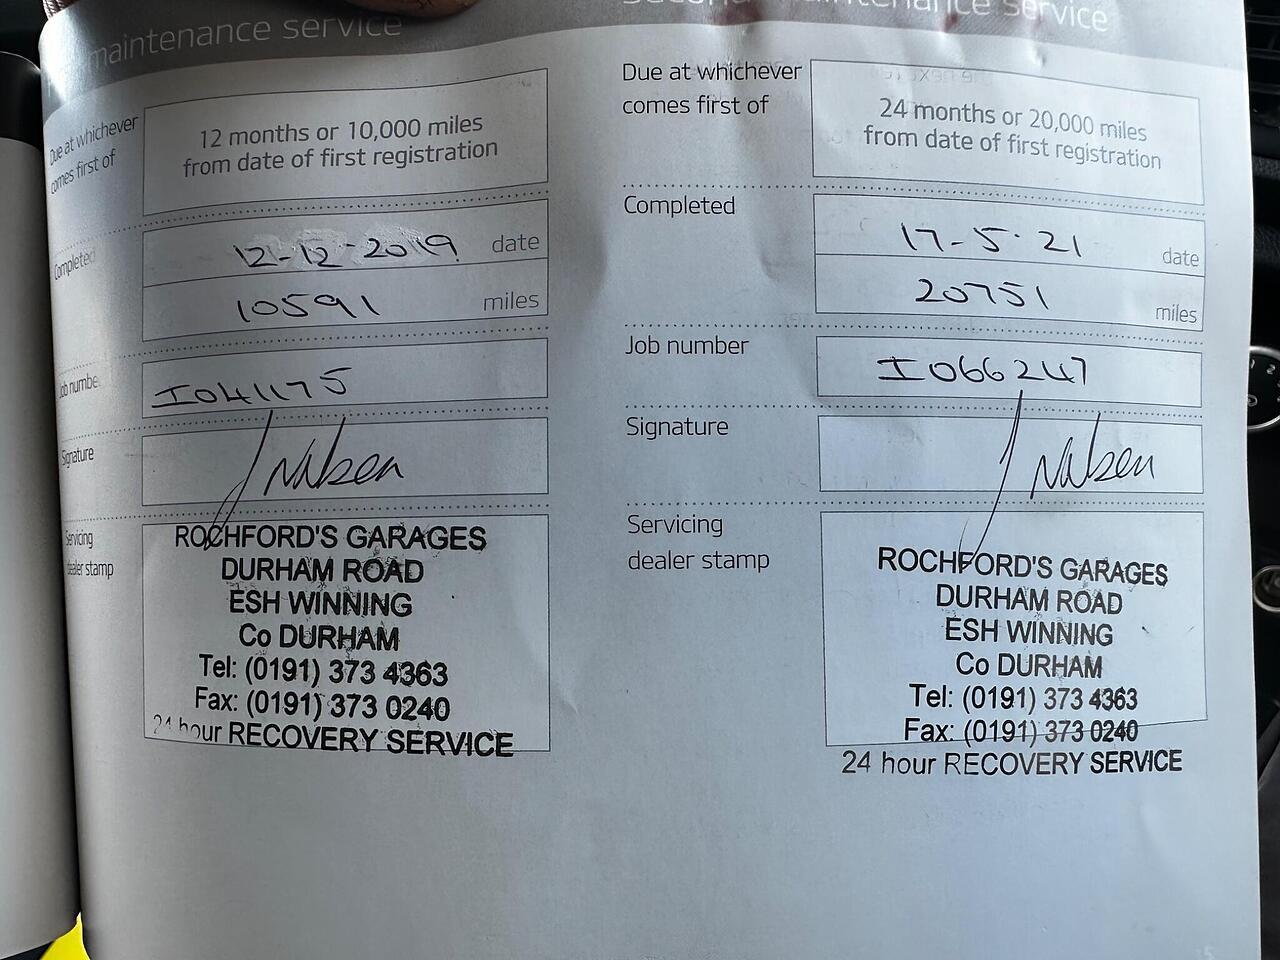 maintenance service
Due at whichever
comes first of
12 months or 10,000 miles
from date of first registration
Completed
12-12-2019 date
10591 miles
Job number
I041175
Signature
Servicing
dealer stamp
ROCHFORD'S GARAGES
DURHAM ROAD
ESH WINNING
Co DURHAM
Tel: (0191) 373 4363
Fax: (0191) 373 0240
24 hour RECOVERY SERVICE
Second maintenance service
Due at whichever
comes first of
24 months or 20,000 miles
from date of first registration
Completed
17-5-21 date
20751 miles
Job number
I066247
Signature
Servicing
dealer stamp
ROCHFORD'S GARAGES
DURHAM ROAD
ESH WINNING
Co DURHAM
Tel: (0191) 373 4363
Fax: (0191) 373 0240
24 hour RECOVERY SERVICE